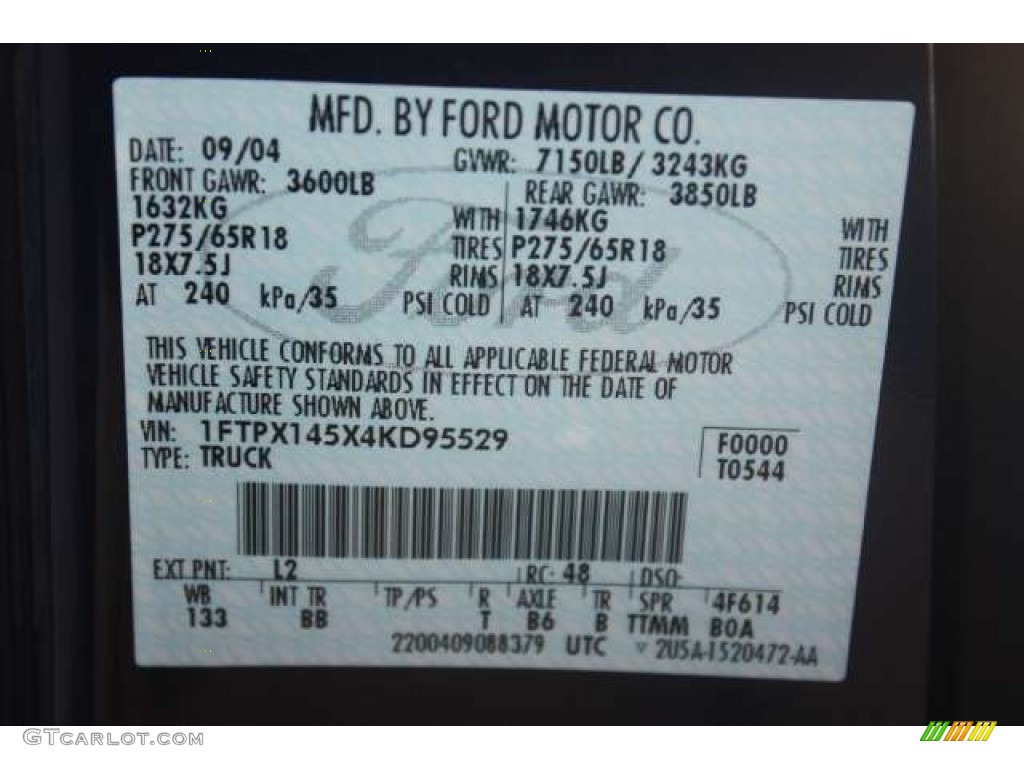 MFD. BY FORD MOTOR CO.
DATE: 09/04 GVWR: 7150LB/ 3243KG
FRONT GAWR: 3600LB REAR GAWR: 3850LB
1632KG WITH 1746KG WITH
P275/65R18 TIRES P275/65R18 TIRES
18X7.5J RIMS 18X7.5J RIMS
AT 240 kPa/35 PSI COLD AT 240 kPa/35 PSI COLD
Ford
THIS VEHICLE CONFORMS TO ALL APPLICABLE FEDERAL MOTOR
VEHICLE SAFETY STANDARDS IN EFFECT ON THE DATE OF
MANUFACTURE SHOWN ABOVE.
VIN: 1FTPX145X4KD95529 F0000
TYPE: TRUCK T0544
EXT PNT: L2 RC: 48 DSO:
WB INT TR TP/PS R AXLE TR SPR 4F614
133 BB T B6 B TTMM BOA
2200409088379 UTC 2U5A-1520472-AA
GTCarlot.com